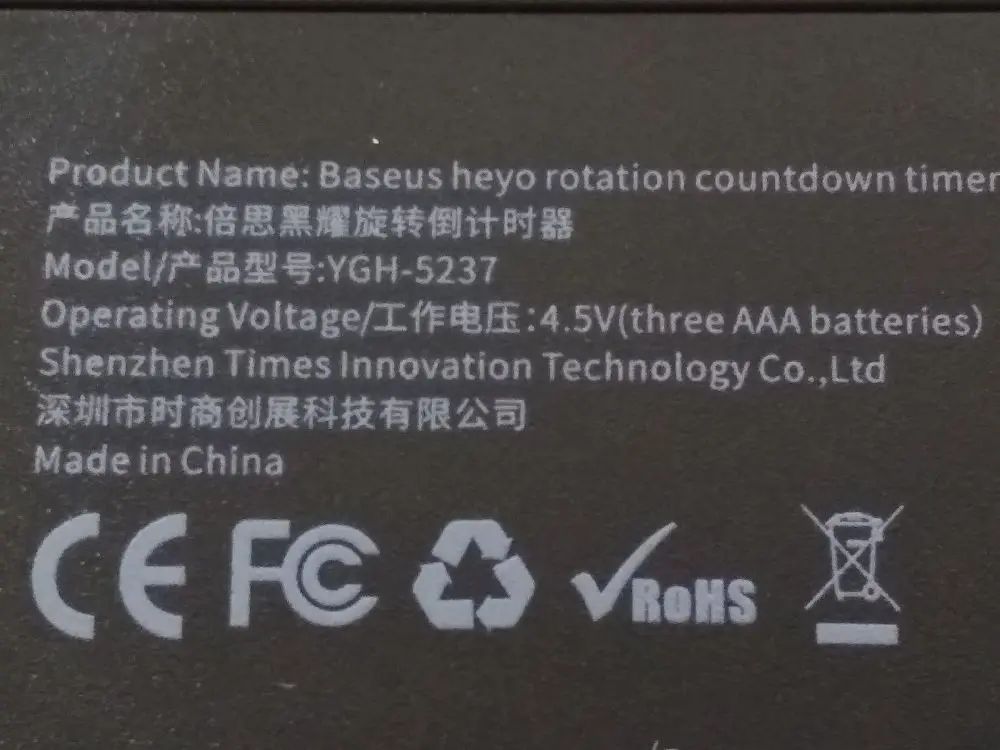 Product Name: Baseus heyo rotation countdown timer
产品名称:倍思黑耀旋转倒计时器
Model/产品型号:YGH-5237
Operating Voltage/工作电压:4.5V(three AAA batteries)
Shenzhen Times Innovation Technology Co.,Ltd
深圳市时商创展科技有限公司
Made in China
CE FC RoHS